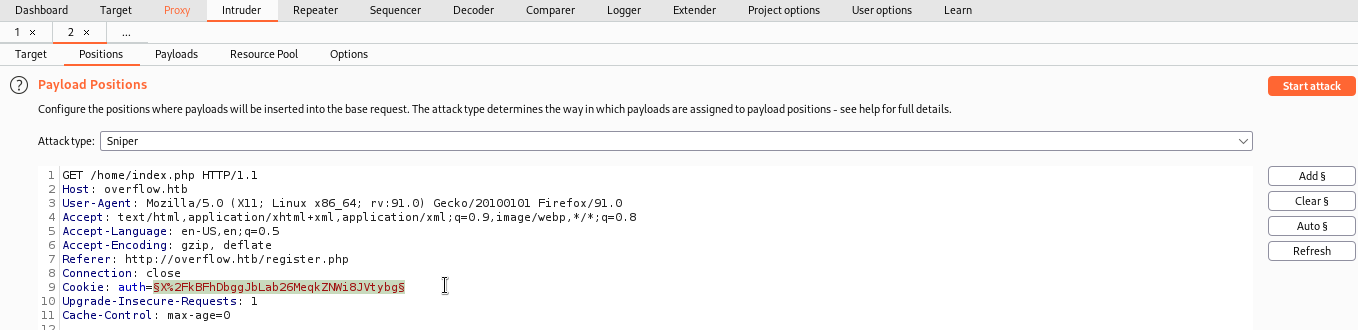 Dashboard Target Proxy Intruder Repeater Sequencer Decoder Comparer Logger Extender Project options User options Learn
1 × 2 × ...
Target Positions Payloads Resource Pool Options
? Payload Positions
Start attack
Configure the positions where payloads will be inserted into the base request. The attack type determines the way in which payloads are assigned to payload positions - see help for full details.
Attack type: Sniper
1 GET /home/index.php HTTP/1.1
2 Host: overflow.htb
3 User-Agent: Mozilla/5.0 (X11; Linux x86_64; rv:91.0) Gecko/20100101 Firefox/91.0
4 Accept: text/html,application/xhtml+xml,application/xml;q=0.9,image/webp,*/*;q=0.8
5 Accept-Language: en-US,en;q=0.5
6 Accept-Encoding: gzip, deflate
7 Referer: http://overflow.htb/register.php
8 Connection: close
9 Cookie: auth=§X%2FkBFhDbggJbLab26MeqkZNWi8JVtybg§
10 Upgrade-Insecure-Requests: 1
11 Cache-Control: max-age=0
12
Add §
Clear §
Auto §
Refresh